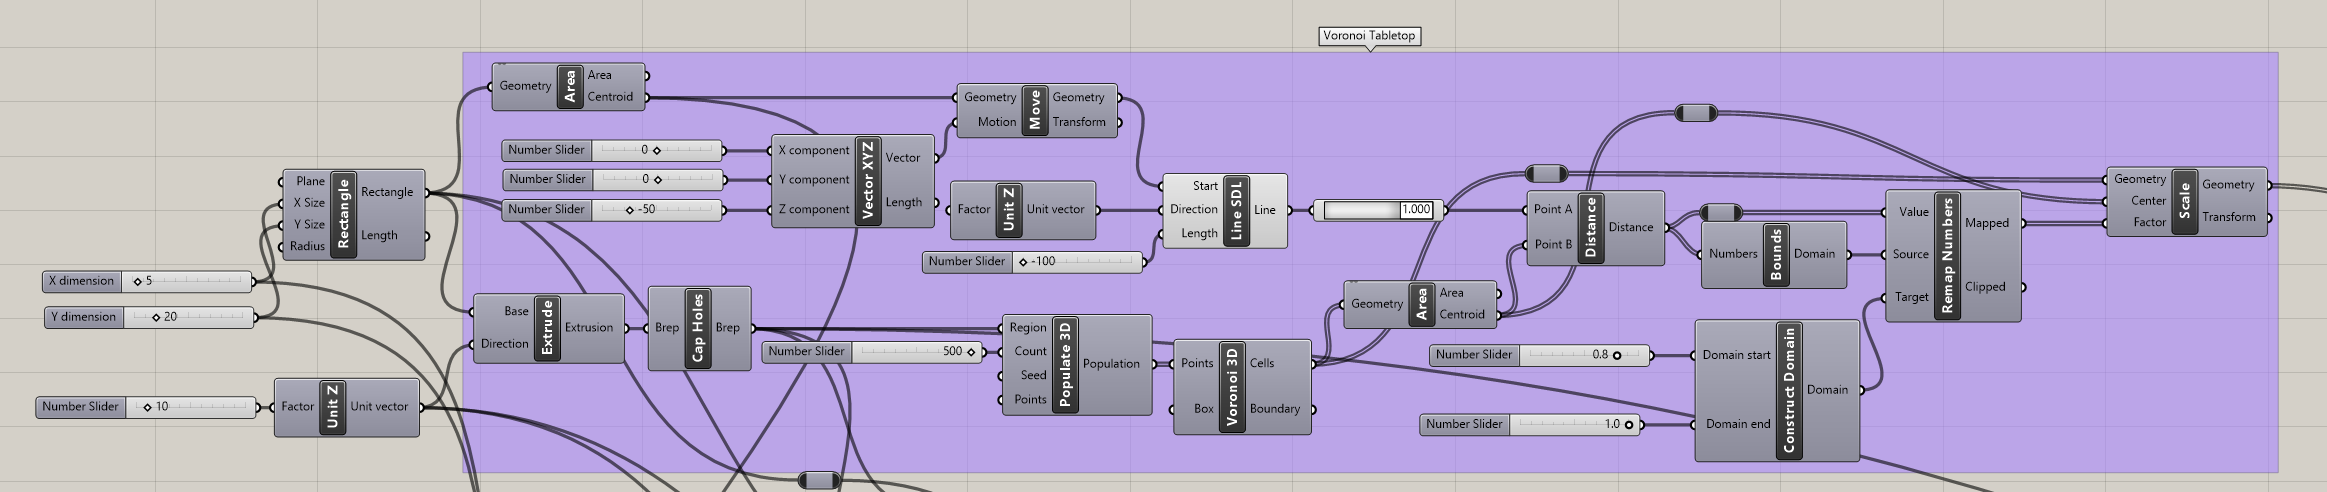 Voronoi Tabletop
Geometry
Area
Area
Centroid
Number Slider 0
Number Slider 0
Number Slider -50
X component
Y component
Z component
Vector XYZ
Vector
Length
Geometry
Motion
Move
Geometry
Transform
Factor
Unit Z
Unit vector
Number Slider -100
Start
Direction
Length
Line SDL
Line
1.000
Plane
X Size
Y Size
Radius
Rectangle
Rectangle
Length
X dimension 5
Y dimension 20
Number Slider 10
Factor
Unit Z
Unit vector
Base
Direction
Extrude
Extrusion
Brep
Cap Holes
Brep
Number Slider 500
Region
Count
Seed
Points
Populate 3D
Population
Points
Box
Voronoi 3D
Cells
Boundary
Geometry
Area
Area
Centroid
Point A
Point B
Distance
Distance
Numbers
Bounds
Domain
Number Slider 0.8
Number Slider 1.0
Domain start
Domain end
Construct Domain
Domain
Value
Source
Target
Remap Numbers
Mapped
Clipped
Geometry
Center
Factor
Scale
Geometry
Transform